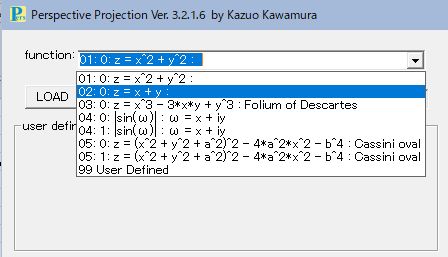 Perspective Projection Ver. 3.2.1.6 by Kazuo Kawamura
function: 01: 0: z = x^2 + y^2 :
01: 0: z = x^2 + y^2 :
02: 0: z = x + y :
03: 0: z = x^3 - 3*x*y + y^3 : Folium of Descartes
04: 0: |sin(ω)| : ω = x + iy
04: 1: |sin(ω)| : ω = x + iy
05: 0: z = (x^2 + y^2 + a^2)^2 - 4*a^2*x^2 - b^4 : Cassini oval
05: 1: z = (x^2 + y^2 + a^2)^2 - 4*a^2*x^2 - b^4 : Cassini oval
99 User Defined
LOAD
user defin